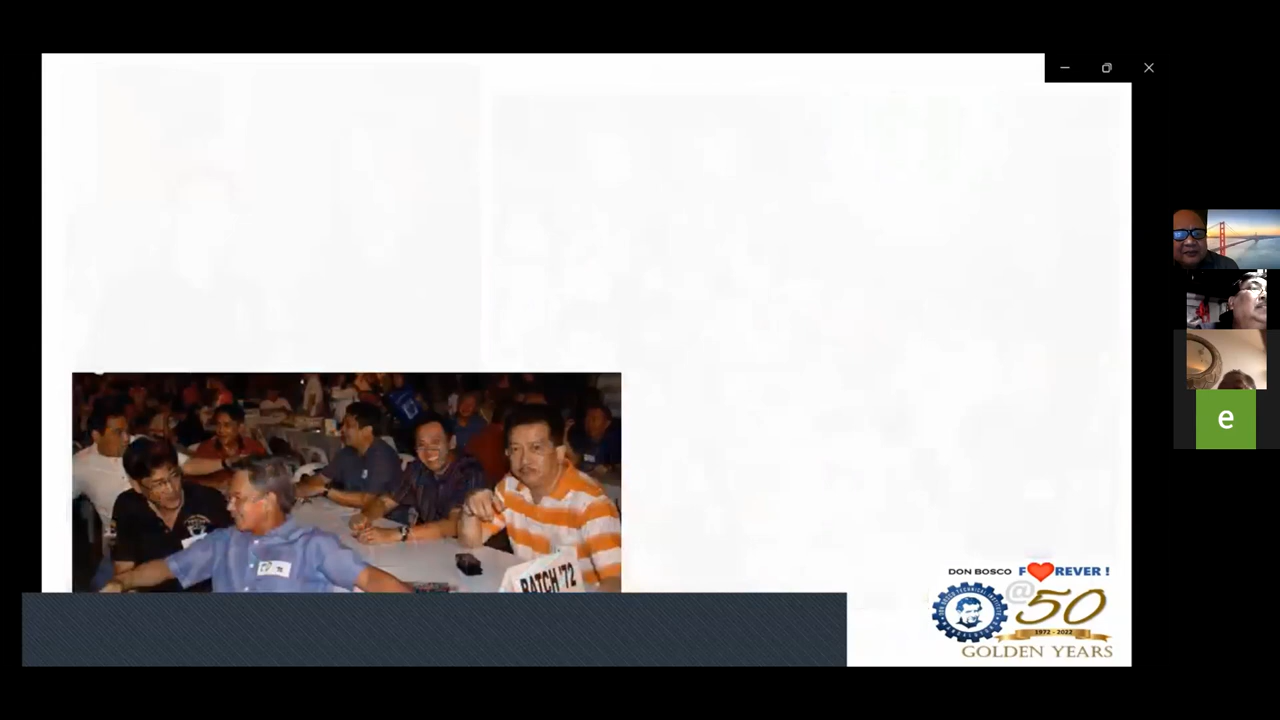 BATCH '72
DON BOSCO F REVER !
@50
1972 - 2022
GOLDEN YEARS
e